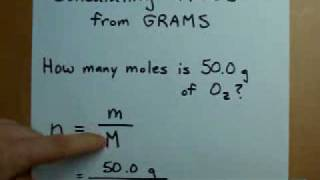 from GRAMS
How many moles is 50.0 g
of O₂?
n = m
M
= 50.0 g